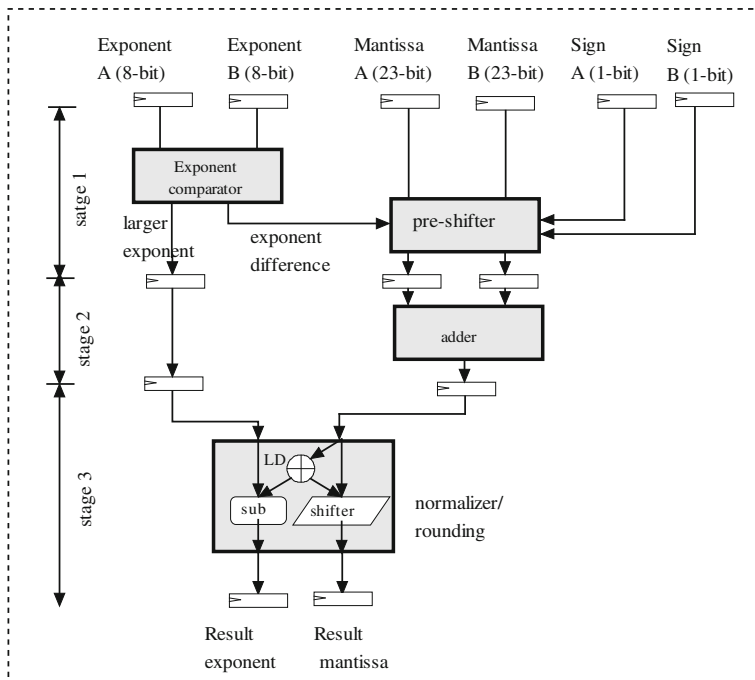 Exponent
A (8-bit)
Exponent
B (8-bit)
Mantissa
A (23-bit)
Mantissa
B (23-bit)
Sign
A (1-bit)
Sign
B (1-bit)
satge 1
Exponent
comparator
pre-shifter
larger
exponent
exponent
difference
stage 2
adder
stage 3
LD
sub
shifter
normalizer/
rounding
Result
exponent
Result
mantissa